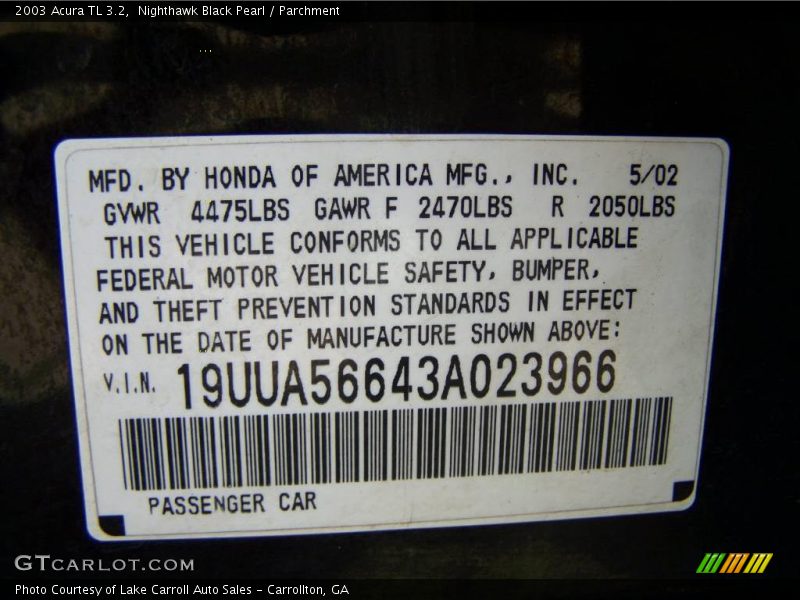 2003 Acura TL 3.2, Nighthawk Black Pearl / Parchment
MFD. BY HONDA OF AMERICA MFG., INC. 5/02
GVWR 4475LBS GAWR F 2470LBS R 2050LBS
THIS VEHICLE CONFORMS TO ALL APPLICABLE
FEDERAL MOTOR VEHICLE SAFETY, BUMPER,
AND THEFT PREVENTION STANDARDS IN EFFECT
ON THE DATE OF MANUFACTURE SHOWN ABOVE:
V.I.N. 19UUA56643A023966
PASSENGER CAR
GTCARLOT.COM
Photo Courtesy of Lake Carroll Auto Sales - Carrollton, GA